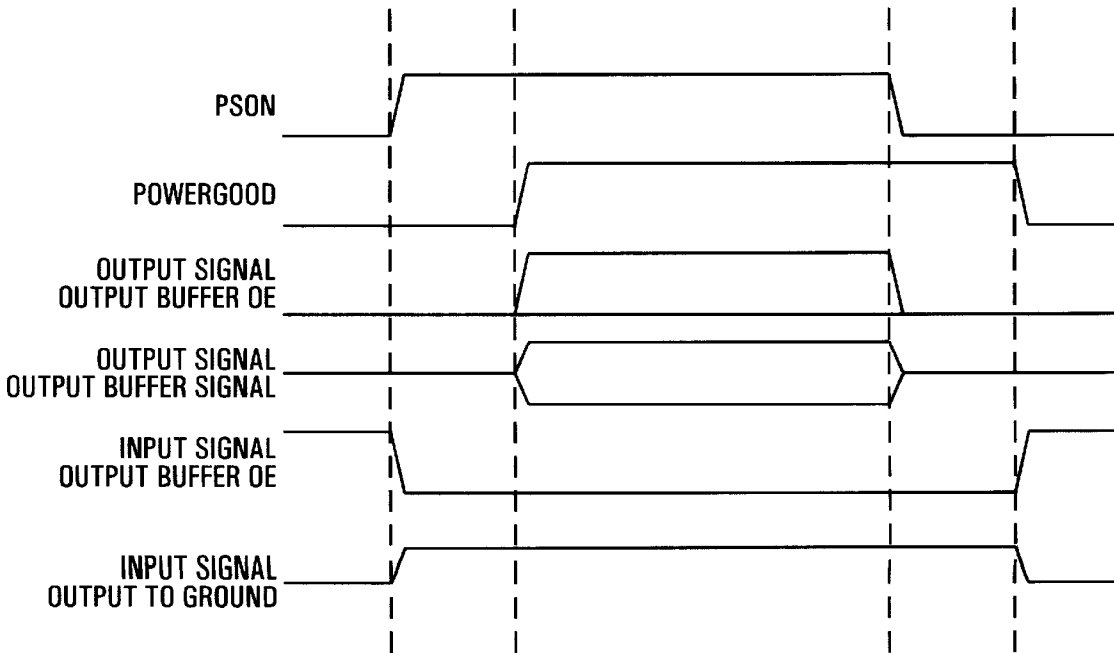 PSON
POWERGOOD
OUTPUT SIGNAL
OUTPUT BUFFER OE
OUTPUT SIGNAL
OUTPUT BUFFER SIGNAL
INPUT SIGNAL
OUTPUT BUFFER OE
INPUT SIGNAL
OUTPUT TO GROUND